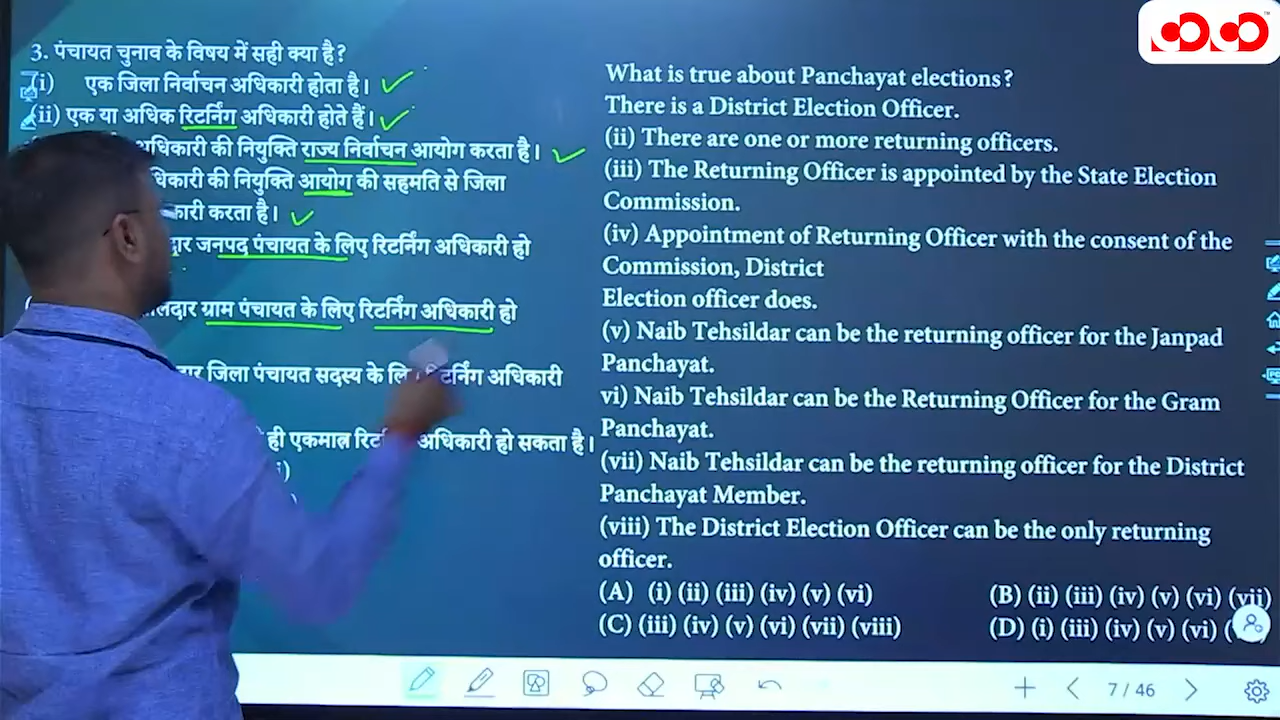 3. पंचायत चुनाव के विषय में सही क्या है?
(i) एक जिला निर्वाचन अधिकारी होता है।
(ii) एक या अधिक रिटर्निंग अधिकारी होते हैं।
अधिकारी की नियुक्ति राज्य निर्वाचन आयोग करता है।
की नियुक्ति आयोग की सहमति से जिला
करता है।
जनपद पंचायत के लिए रिटर्निंग अधिकारी हो
ग्राम पंचायत के लिए रिटर्निंग अधिकारी हो
जिला पंचायत सदस्य के अधिकारी
ही एकमात्र अधिकारी हो सकता है।
What is true about Panchayat elections?
There is a District Election Officer.
(ii) There are one or more returning officers.
(iii) The Returning Officer is appointed by the State Election
Commission.
(iv) Appointment of Returning Officer with the consent of the
Commission, District
Election officer does.
(v) Naib Tehsildar can be the returning officer for the Janpad
Panchayat.
vi) Naib Tehsildar can be the Returning Officer for the Gram
Panchayat.
(vii) Naib Tehsildar can be the returning officer for the District
Panchayat Member.
(viii) The District Election Officer can be the only returning
officer.
(A) (i) (ii) (iii) (iv) (v) (vi) (B) (ii) (iii) (iv) (v) (vi) (vii)
(C) (iii) (iv) (v) (vi) (vii) (viii) (D) (i) (iii) (iv) (v) (vi)
7 / 46